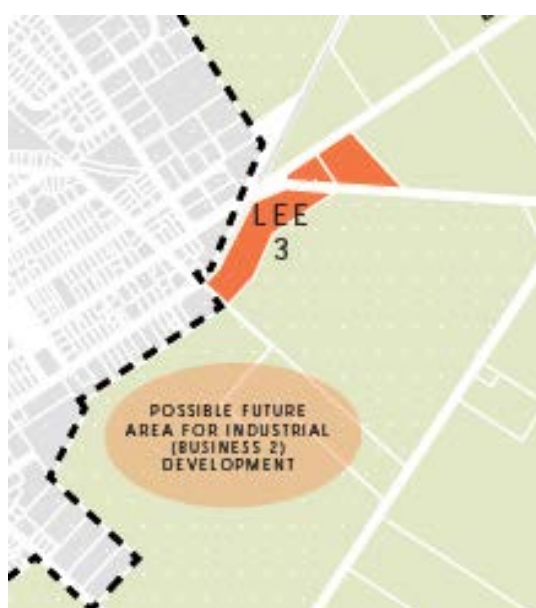 LEE
3
POSSIBLE FUTURE
AREA FOR INDUSTRIAL
(BUSINESS 2)
DEVELOPMENT